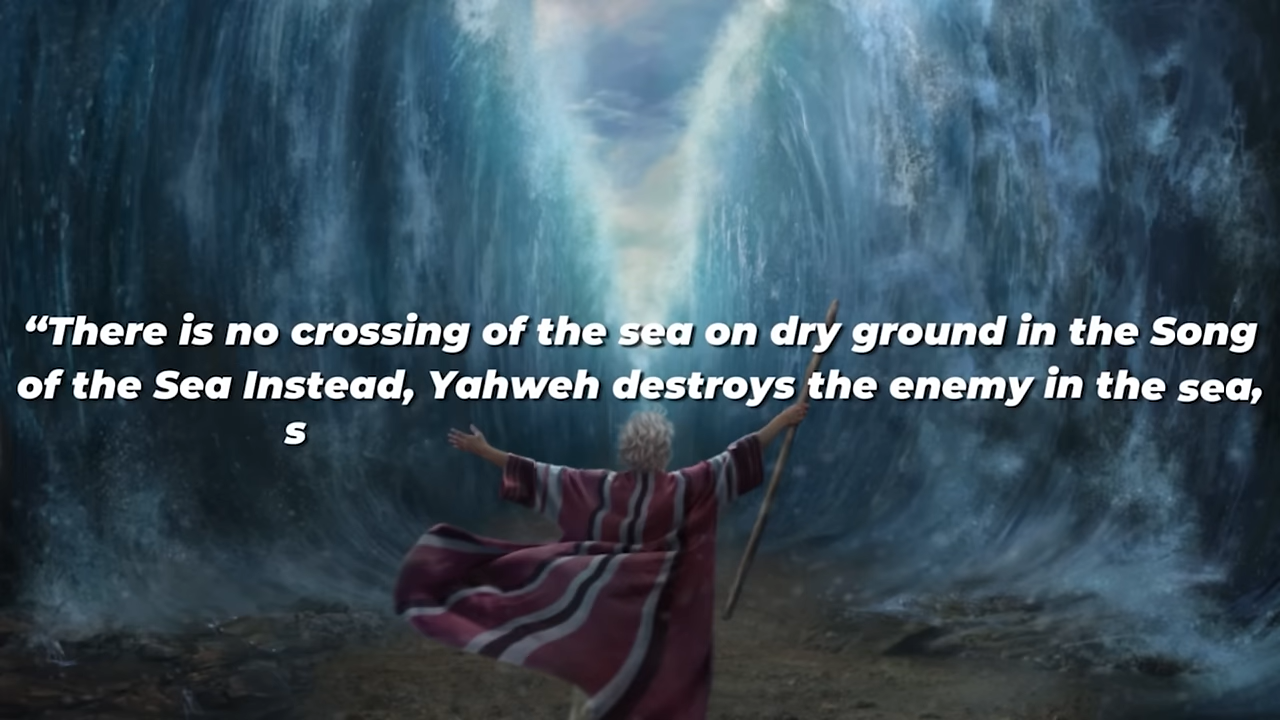 “There is no crossing of the sea on dry ground in the Song
of the Sea Instead, Yahweh destroys the enemy in the sea,
s